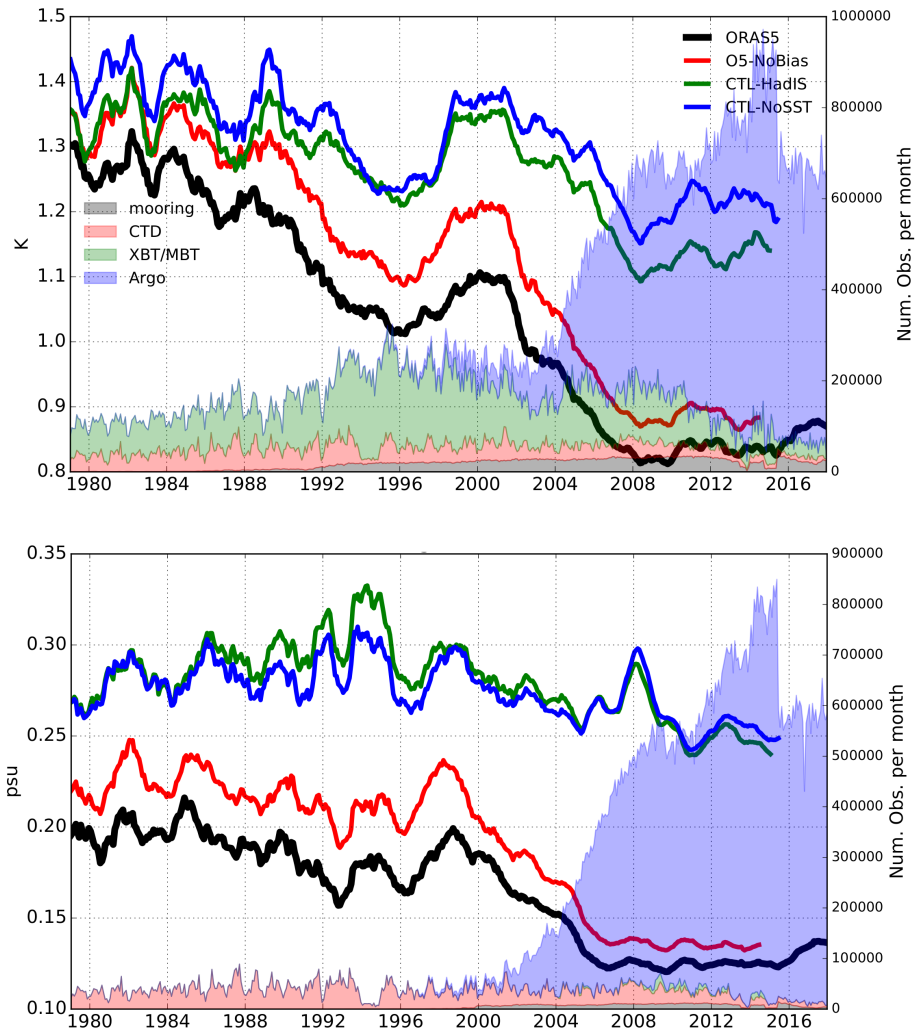 1.5
1.4
1.3
1.2
1.1
1.0
0.9
0.8
K
1000000
800000
600000
400000
200000
0
Num. Obs. per month
ORAS5
O5-NoBias
CTL-HadIS
CTL-NoSST
mooring
CTD
XBT/MBT
Argo
1980 1984 1988 1992 1996 2000 2004 2008 2012 2016
0.35
0.30
0.25
0.20
0.15
0.10
psu
900000
800000
700000
600000
500000
400000
300000
200000
100000
0
Num. Obs. per month
1980 1984 1988 1992 1996 2000 2004 2008 2012 2016